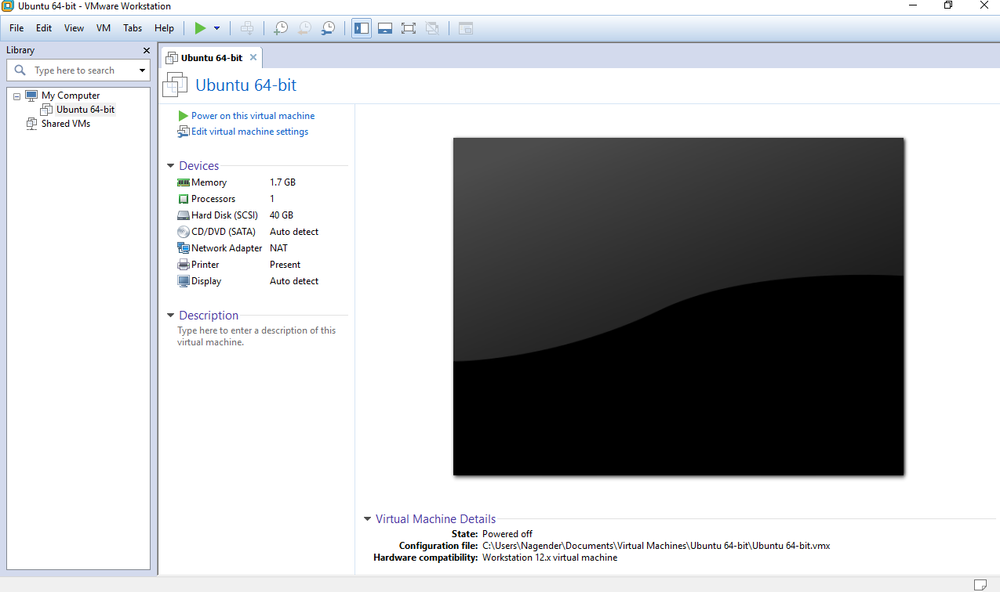 Ubuntu 64-bit - VMware Workstation
File Edit View VM Tabs Help
Library
Type here to search
My Computer
Ubuntu 64-bit
Shared VMs
Ubuntu 64-bit
Ubuntu 64-bit
Power on this virtual machine
Edit virtual machine settings
Devices
Memory 1.7 GB
Processors 1
Hard Disk (SCSI) 40 GB
CD/DVD (SATA) Auto detect
Network Adapter NAT
Printer Present
Display Auto detect
Description
Type here to enter a description of this
virtual machine.
Virtual Machine Details
State: Powered off
Configuration file: C:\Users\Nagender\Documents\Virtual Machines\Ubuntu 64-bit\Ubuntu 64-bit.vmx
Hardware compatibility: Workstation 12.x virtual machine